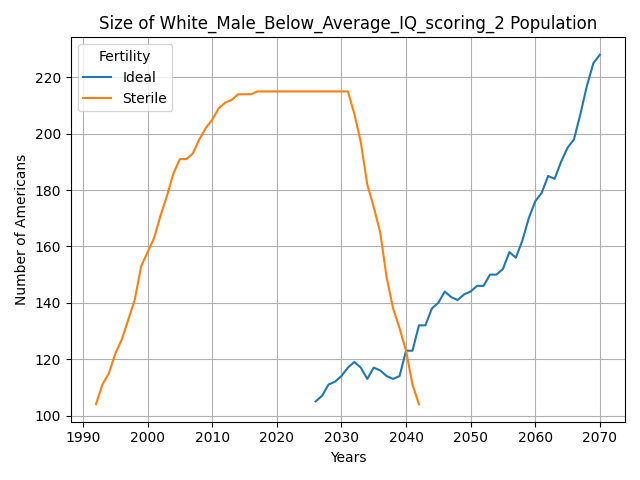 Size of White_Male_Below_Average_IQ_scoring_2 Population
Fertility
Ideal
Sterile
Number of Americans
220
200
180
160
140
120
100
1990 2000 2010 2020 2030 2040 2050 2060 2070
Years